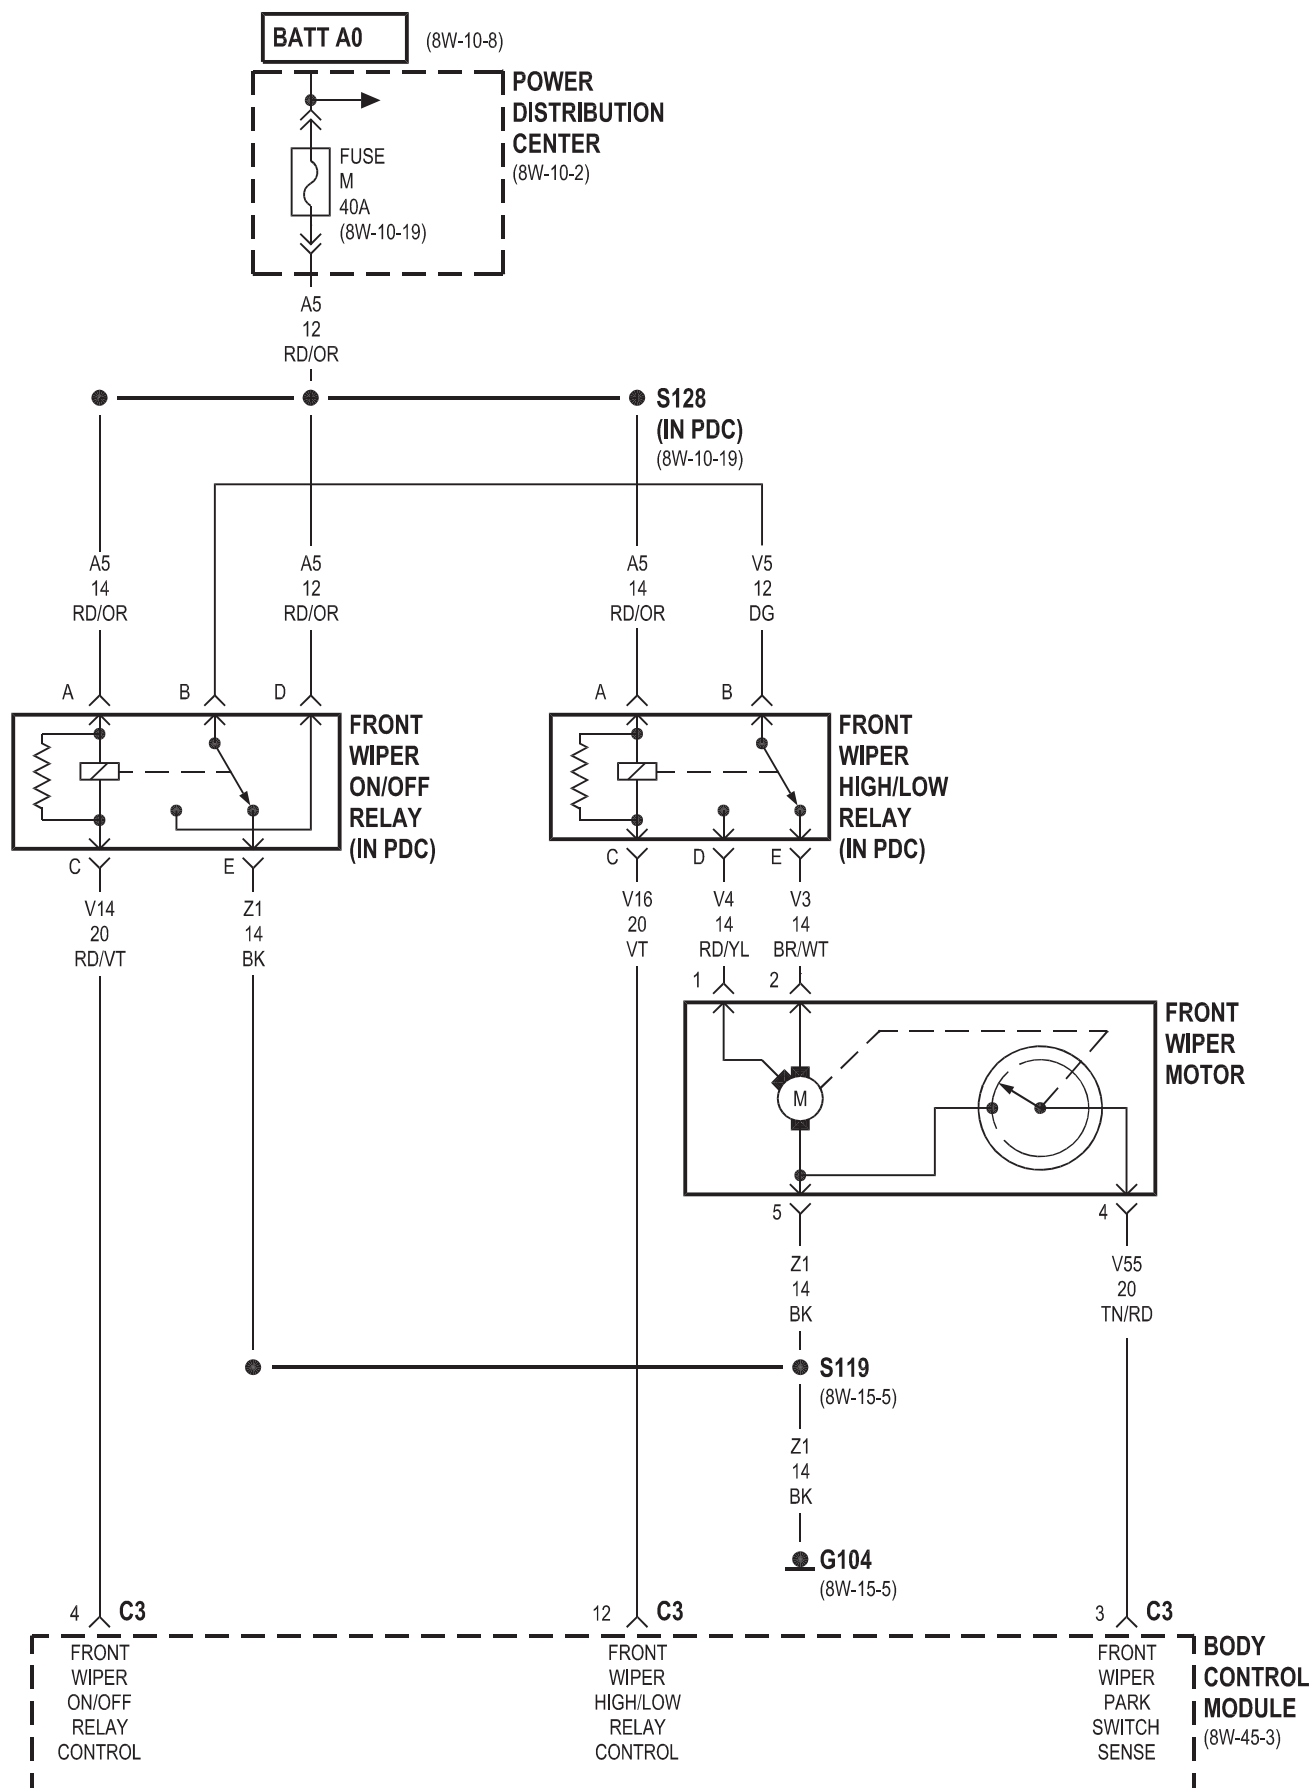 BATT A0
(8W-10-8)
POWER
DISTRIBUTION
CENTER
(8W-10-2)
FUSE
M
40A
(8W-10-19)
A5
12
RD/OR
S128
(IN PDC)
(8W-10-19)
A5
14
RD/OR
A5
12
RD/OR
A5
14
RD/OR
V5
12
DG
A
B
D
A
B
FRONT
WIPER
ON/OFF
RELAY
(IN PDC)
FRONT
WIPER
HIGH/LOW
RELAY
(IN PDC)
C
E
C
D
E
V14
20
RD/VT
Z1
14
BK
V16
20
VT
V4
14
RD/YL
V3
14
BR/WT
1
2
FRONT
WIPER
MOTOR
M
5
4
Z1
14
BK
V55
20
TN/RD
S119
(8W-15-5)
Z1
14
BK
G104
(8W-15-5)
4
C3
12
C3
3
C3
FRONT
WIPER
ON/OFF
RELAY
CONTROL
FRONT
WIPER
HIGH/LOW
RELAY
CONTROL
FRONT
WIPER
PARK
SWITCH
SENSE
BODY
CONTROL
MODULE
(8W-45-3)